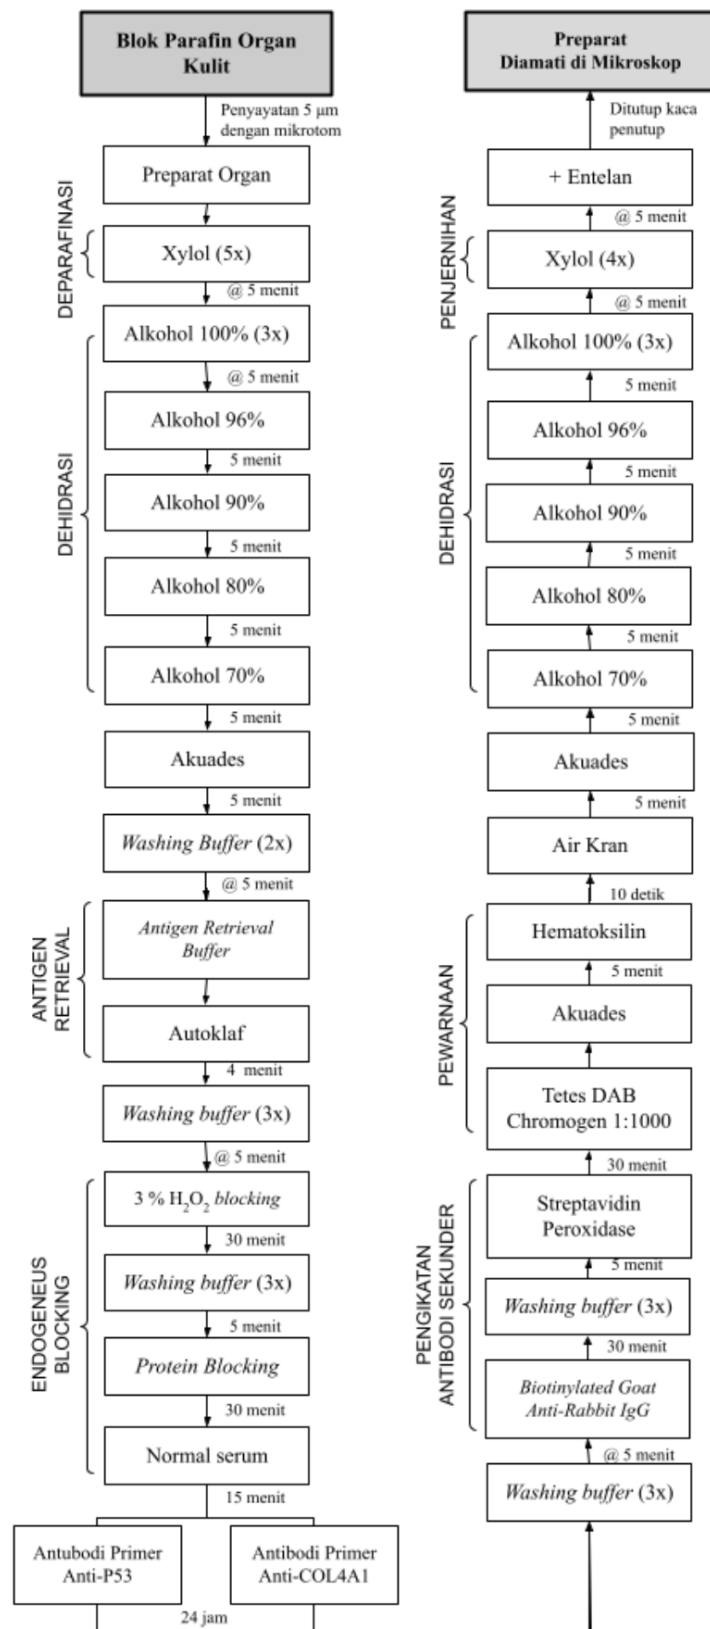 Blok Parafin Organ
Kulit
Penyayatan 5 μm
dengan mikrotom
Preparat Organ
DEPARAFINASI
Xylol (5x)
@ 5 menit
Alkohol 100% (3x)
@ 5 menit
DEHIDRASI
Alkohol 96%
5 menit
Alkohol 90%
5 menit
Alkohol 80%
5 menit
Alkohol 70%
5 menit
Akuades
5 menit
Washing Buffer (2x)
@ 5 menit
ANTIGEN
RETRIEVAL
Antigen Retrieval
Buffer
Autoklaf
4 menit
Washing buffer (3x)
@ 5 menit
ENDOGENEUS
BLOCKING
3 % H₂O₂ blocking
30 menit
Washing buffer (3x)
5 menit
Protein Blocking
30 menit
Normal serum
15 menit
Antubodi Primer
Anti-P53
Antibodi Primer
Anti-COL4A1
24 jam
Preparat
Diamati di Mikroskop
Ditutup kaca
penutup
+ Entelan
@ 5 menit
PENJERNIHAN
Xylol (4x)
@ 5 menit
Alkohol 100% (3x)
5 menit
DEHIDRASI
Alkohol 96%
5 menit
Alkohol 90%
5 menit
Alkohol 80%
5 menit
Alkohol 70%
5 menit
Akuades
5 menit
Air Kran
10 detik
PEWARNAAN
Hematoksilin
5 menit
Akuades
Tetes DAB
Chromogen 1:1000
30 menit
PENGIKATAN
ANTIBODI SEKUNDER
Streptavidin
Peroxidase
5 menit
Washing buffer (3x)
30 menit
Biotinylated Goat
Anti-Rabbit IgG
@ 5 menit
Washing buffer (3x)